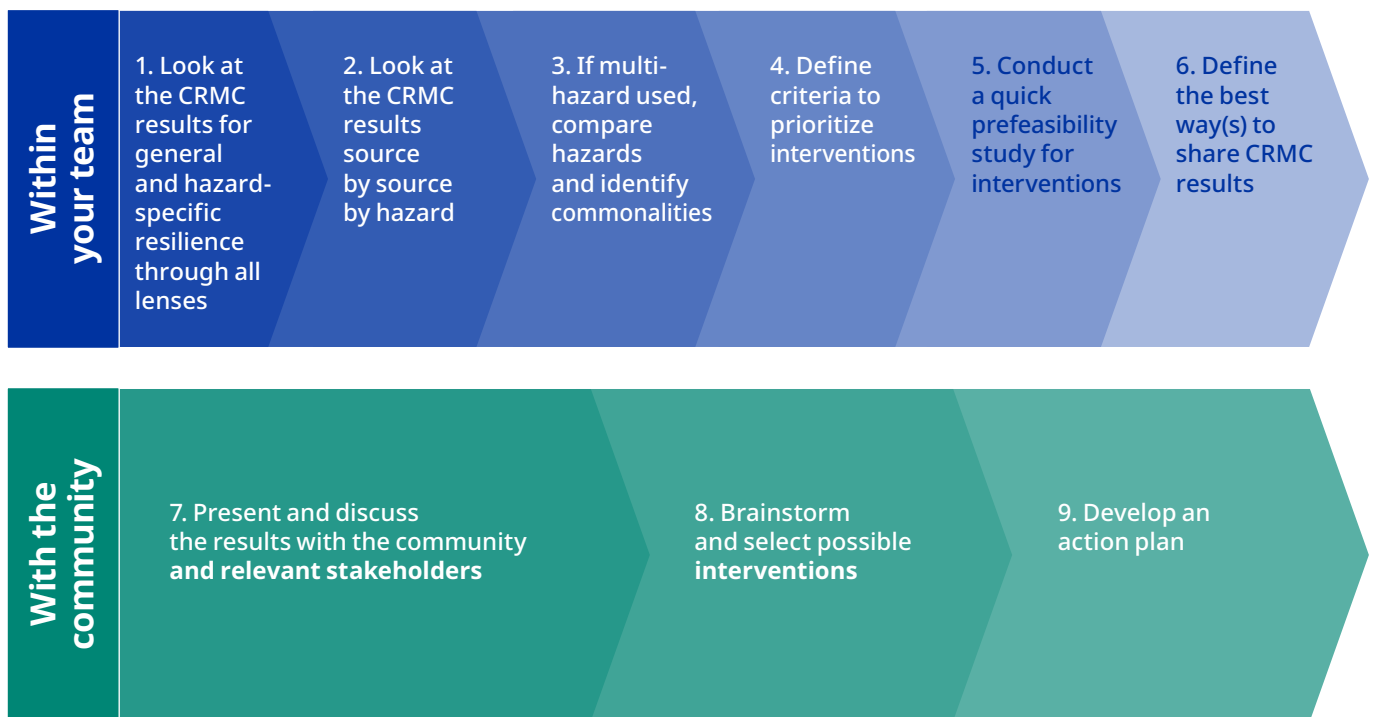 Within
your team
1. Look at
the CRMC
results for
general
and hazard-
specific
resilience
through all
lenses
2. Look at
the CRMC
results
source
by source
by hazard
3. If multi-
hazard used,
compare
hazards
and identify
commonalities
4. Define
criteria to
prioritize
interventions
5. Conduct
a quick
prefeasibility
study for
interventions
6. Define
the best
way(s) to
share CRMC
results
With the
community
7. Present and discuss
the results with the community
and relevant stakeholders
8. Brainstorm
and select possible
interventions
9. Develop an
action plan